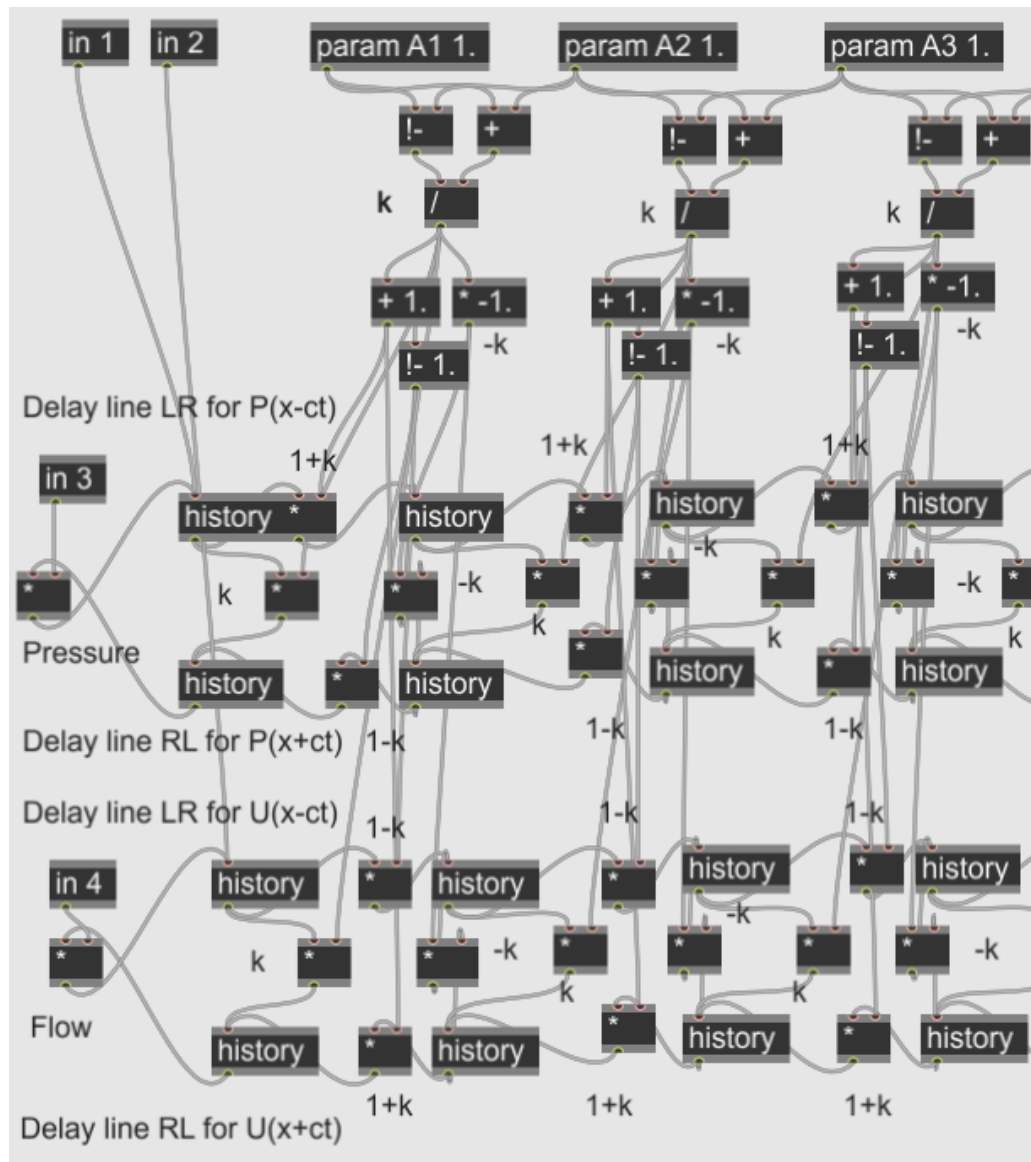 in 1 in 2 param A1 1. param A2 1. param A3 1.
!- + !- + !- +
k / k / k /
+ 1. * -1. + 1. * -1. + 1. * -1.
!- 1. -k !- 1. -k !- 1. -k
Delay line LR for P(x-ct)
1+k 1+k 1+k
in 3
history * history * history * history
* k * * -k * * -k * * -k *
Pressure k k k
history * history * history * history
Delay line RL for P(x+ct) 1-k 1-k 1-k
Delay line LR for U(x-ct) 1-k 1-k 1-k
in 4 history * history * history * history
* k * * -k * * -k * * -k
Flow k k
history * history * history * history
1+k 1+k 1+k
Delay line RL for U(x+ct)